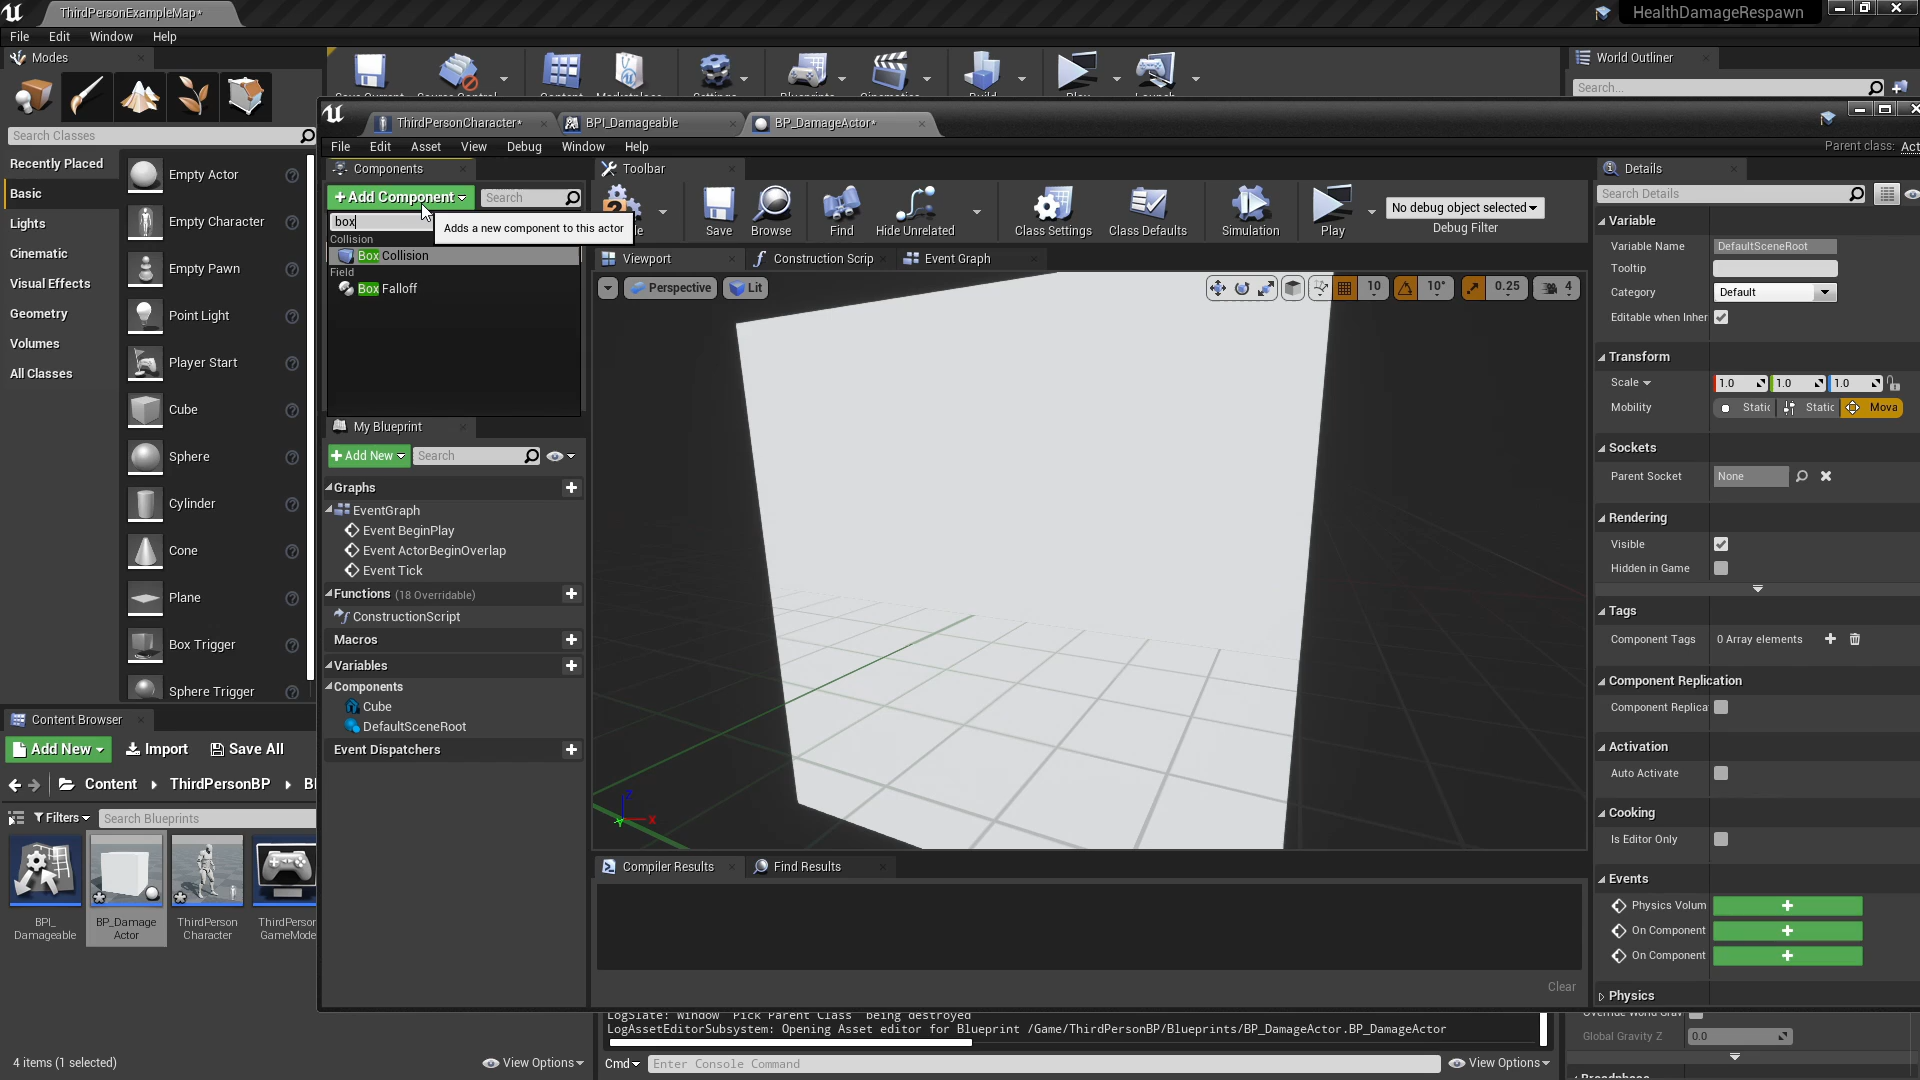 ThirdPersonExampleMap*
HealthDamageRespawn
File Edit Window Help
Modes
World Outliner
Search...
Search Classes
Recently Placed
Basic
Lights
Cinematic
Visual Effects
Geometry
Volumes
All Classes
Empty Actor
Empty Character
Empty Pawn
Point Light
Player Start
Cube
Sphere
Cylinder
Cone
Plane
Box Trigger
Sphere Trigger
ThirdPersonCharacter*
BPI_Damageable
BP_DamageActor*
File Edit Asset View Debug Window Help
Parent class: Act
Components
+Add Component
Search
box
Adds a new component to this actor
Collision
Box Collision
Field
Box Falloff
Toolbar
Save
Browse
Find
Hide Unrelated
Class Settings
Class Defaults
Simulation
Play
No debug object selected
Debug Filter
Viewport
Construction Scrip
Event Graph
Perspective
Lit
10
10°
0.25
4
X
Z
Y
My Blueprint
+Add New
Search
Graphs
EventGraph
Event BeginPlay
Event ActorBeginOverlap
Event Tick
Functions (18 Overridable)
ConstructionScript
Macros
Variables
Components
Cube
DefaultSceneRoot
Event Dispatchers
Details
Search Details
Variable
Variable Name DefaultSceneRoot
Tooltip
Category Default
Editable when Inher
Transform
Scale 1.0 1.0 1.0
Mobility Static Static Mova
Sockets
Parent Socket None
Rendering
Visible
Hidden in Game
Tags
Component Tags 0 Array elements
Component Replication
Component Replica
Activation
Auto Activate
Cooking
Is Editor Only
Events
Physics Volum
On Component
On Component
Physics
Global Gravity Z 0.0
Compiler Results
Find Results
Clear
LogSlate: Window 'Pick Parent Class' being destroyed
LogAssetEditorSubsystem: Opening Asset editor for Blueprint /Game/ThirdPersonBP/Blueprints/BP_DamageActor.BP_DamageActor
Cmd
Enter Console Command
View Options
Content Browser
Add New
Import
Save All
Content
ThirdPersonBP
Bl
Filters
Search Blueprints
BPI_
Damageable
BP_Damage
Actor
ThirdPerson
Character
ThirdPerson
GameMode
4 items (1 selected)
View Options